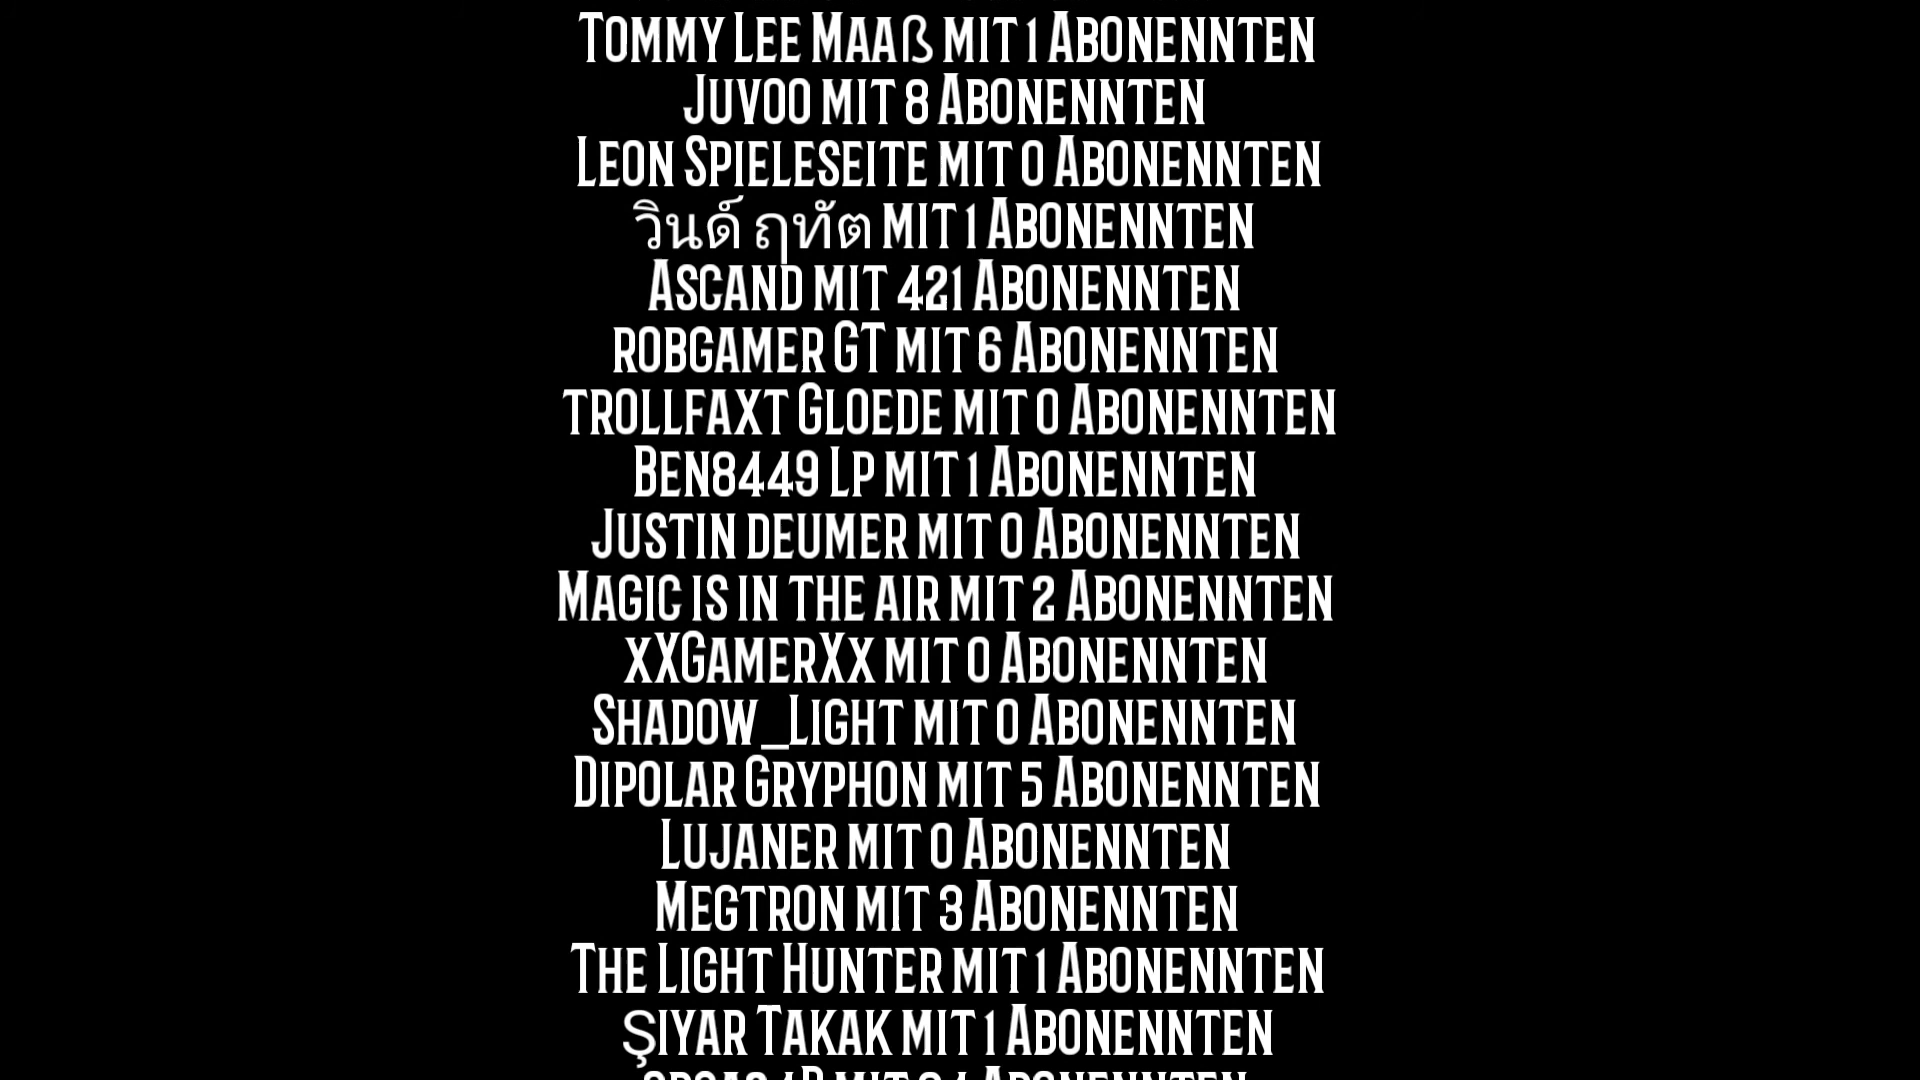 Tommy Lee Maaß mit 1 Abonennten
Juvoo mit 8 Abonennten
Leon Spieleseite mit 0 Abonennten
วินด์ ฤทัต mit 1 Abonennten
Ascand mit 421 Abonennten
robgamer GT mit 6 Abonennten
trollfaxt Gloede mit 0 Abonennten
Ben8449 Lp mit 1 Abonennten
Justin deumer mit 0 Abonennten
Magic is in the air mit 2 Abonennten
xXGamerXx mit 0 Abonennten
Shadow_Light mit 0 Abonennten
Dipolar Gryphon mit 5 Abonennten
Lujaner mit 0 Abonennten
Megtron mit 3 Abonennten
The Light Hunter mit 1 Abonennten
Şiyar Takak mit 1 Abonennten
mit Abonennten